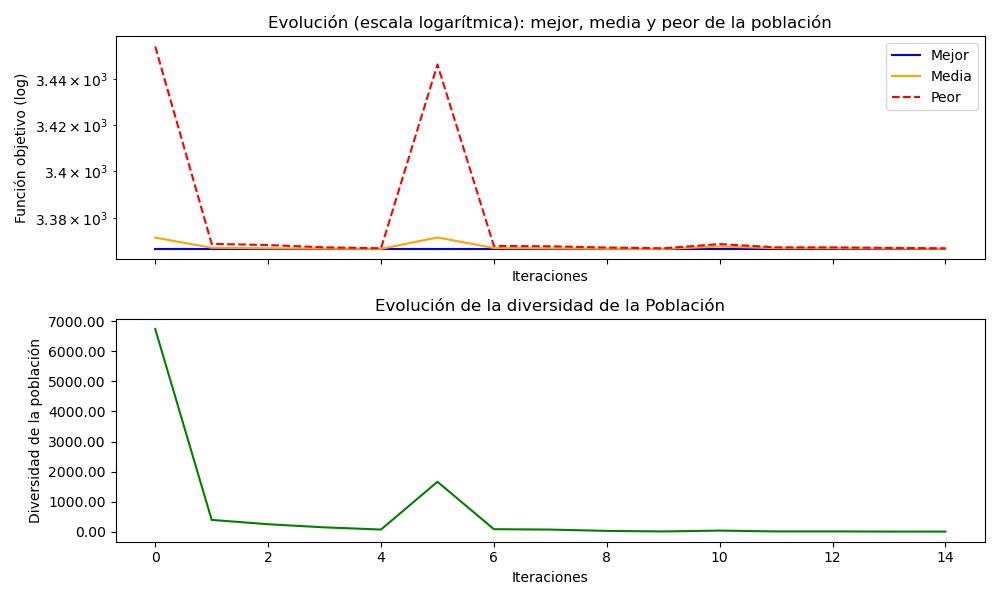 Evolución (escala logarítmica): mejor, media y peor de la población
Función objetivo (log)
3.44 × 10³
3.42 × 10³
3.4 × 10³
3.38 × 10³
Mejor
Media
Peor
Iteraciones
Evolución de la diversidad de la Población
Diversidad de la población
7000.00
6000.00
5000.00
4000.00
3000.00
2000.00
1000.00
0.00
0 2 4 6 8 10 12 14
Iteraciones